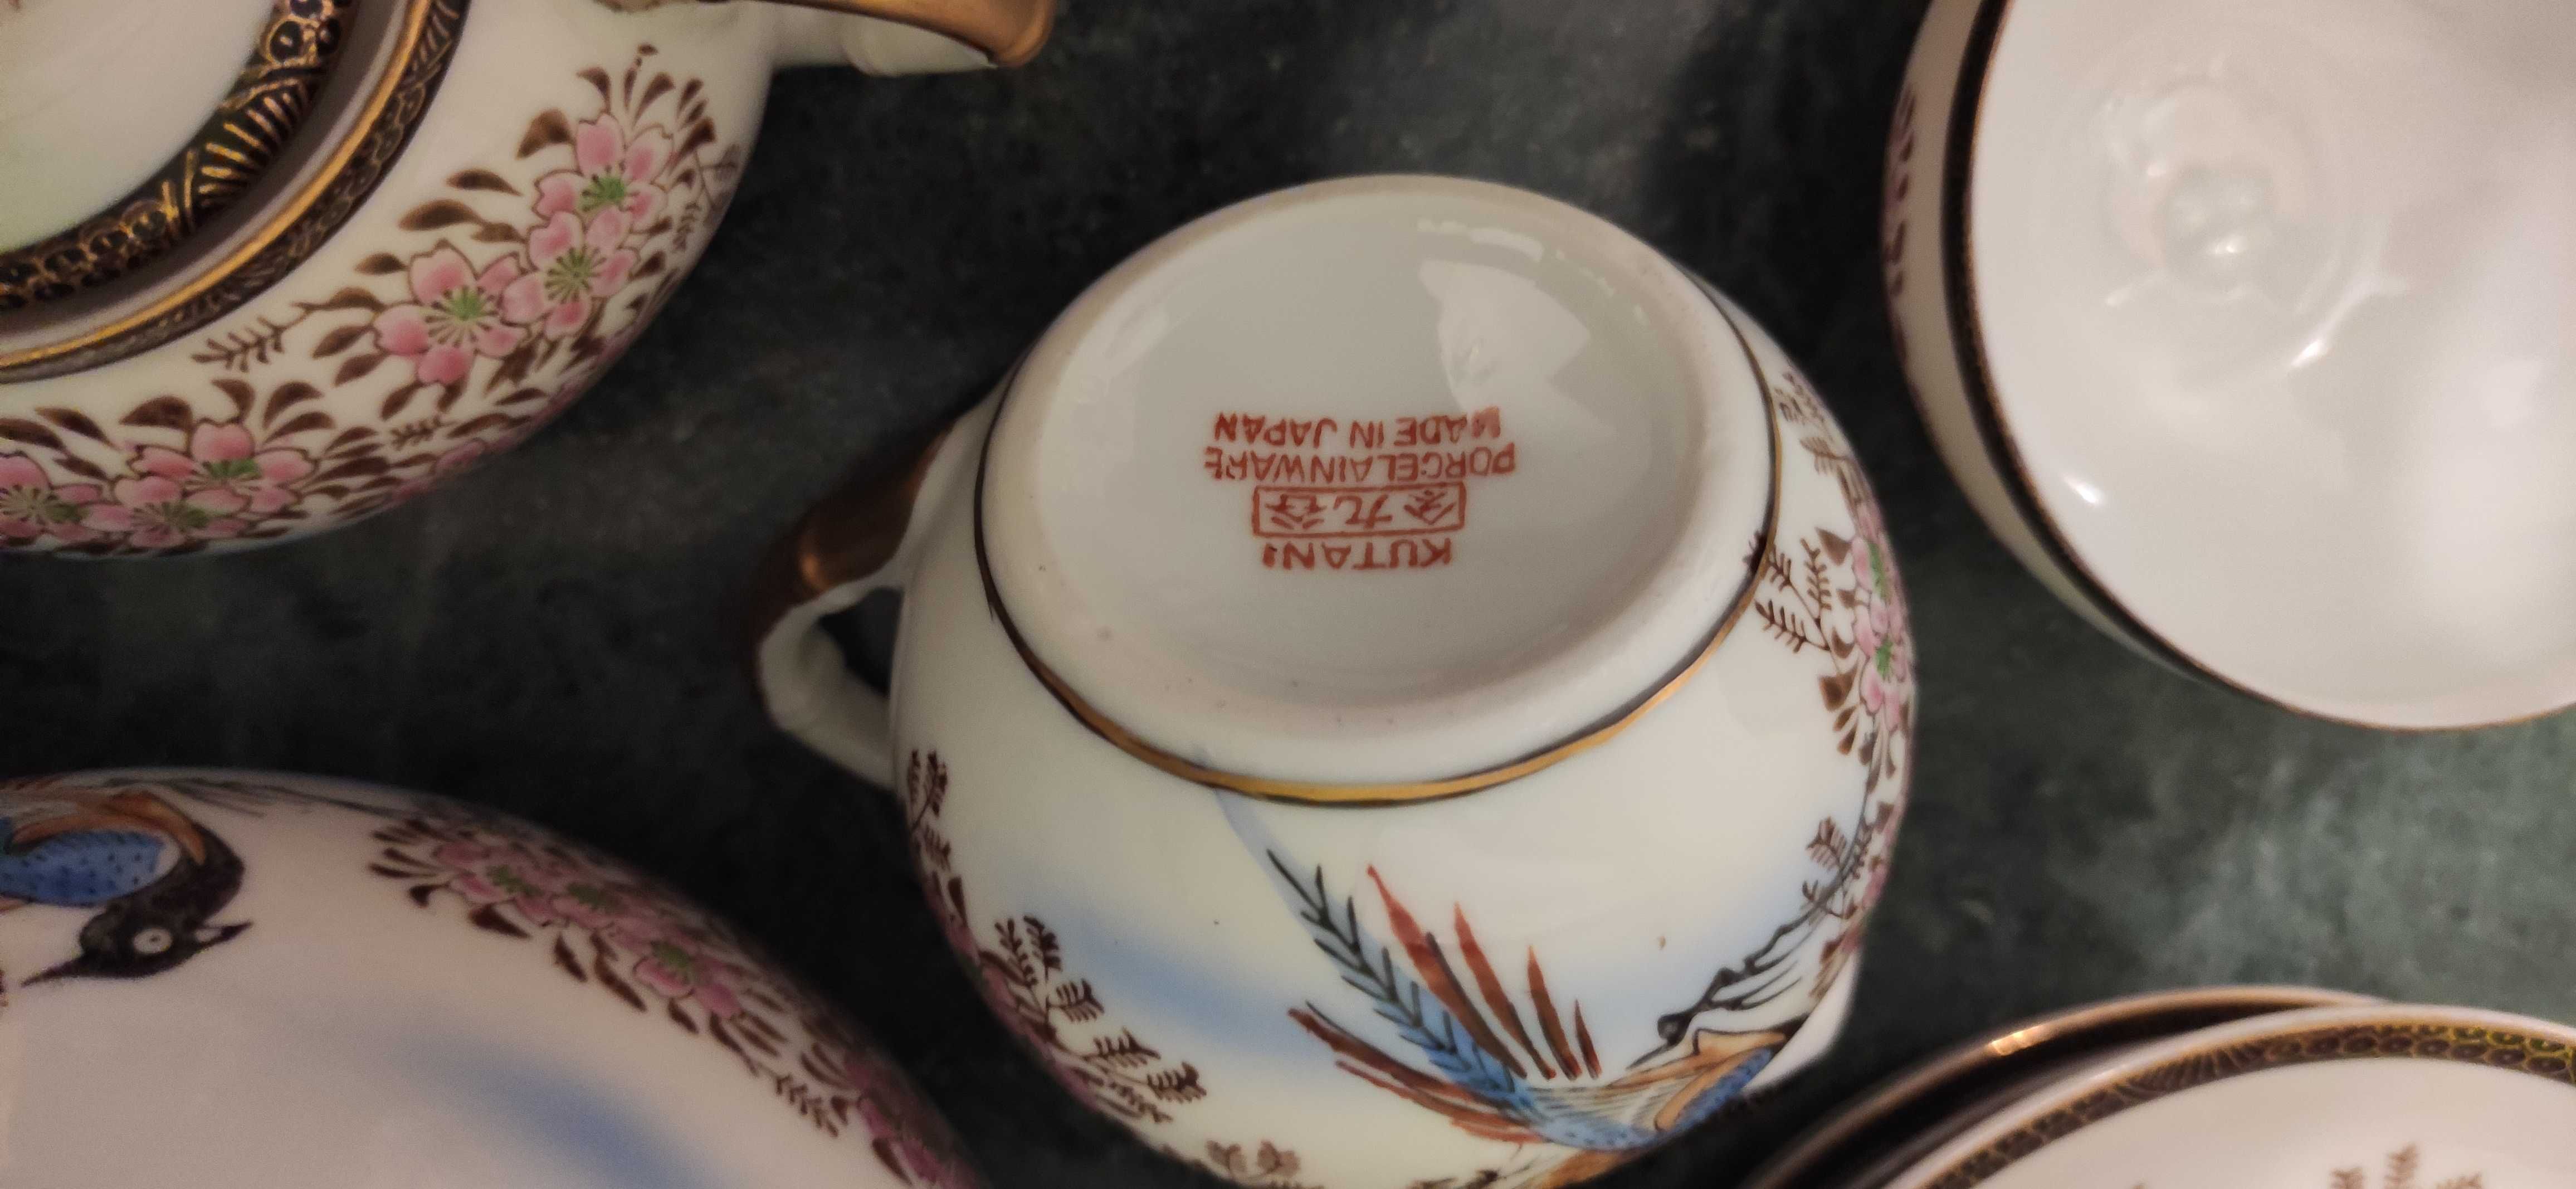 KUTANI
九谷
PORCELAINWARE
MADE IN JAPAN